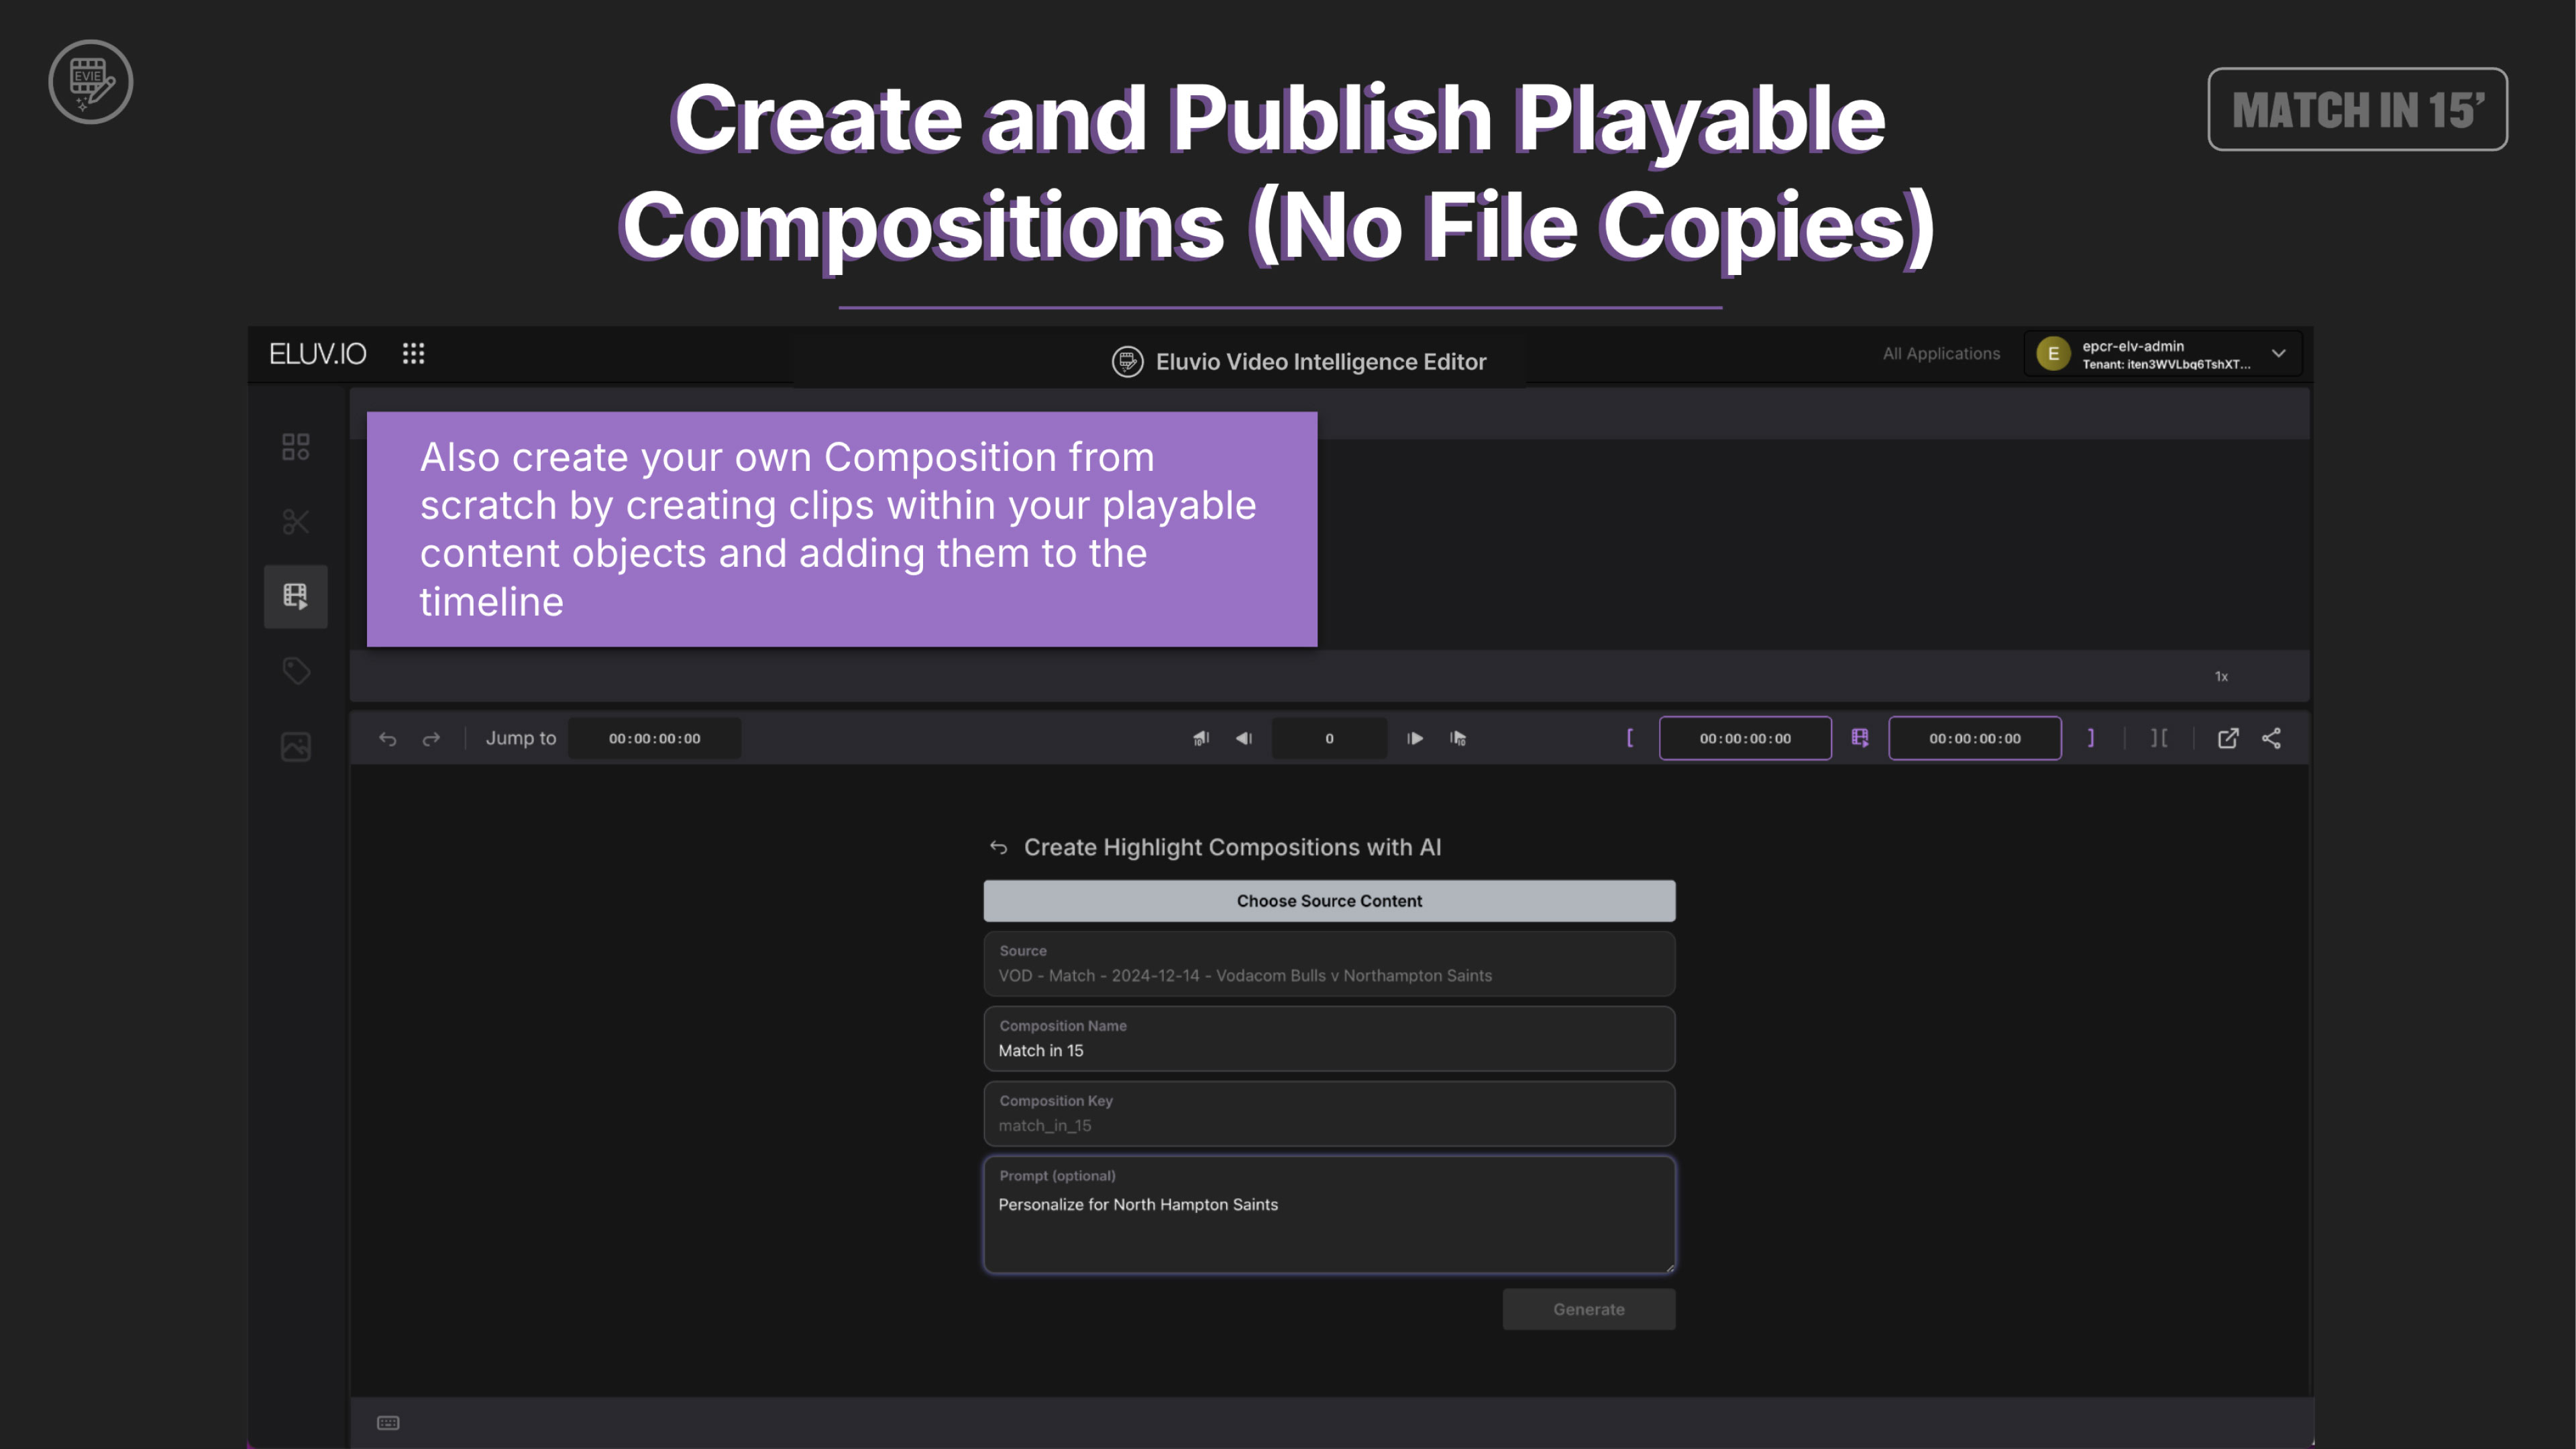 EVIE
MATCH IN 15’
Create and Publish Playable
Compositions (No File Copies)
ELUV.IO
Eluvio Video Intelligence Editor
All Applications
E
epcr-elv-admin
Tenant: iten3WVLbq6TshXT...
Also create your own Composition from
scratch by creating clips within your playable
content objects and adding them to the
timeline
1x
Jump to
00:00:00:00
10
0
10
[
00:00:00:00
00:00:00:00
]
][
Create Highlight Compositions with AI
Choose Source Content
Source
VOD - Match - 2024-12-14 - Vodacom Bulls v Northampton Saints
Composition Name
Match in 15
Composition Key
match_in_15
Prompt (optional)
Personalize for North Hampton Saints
Generate